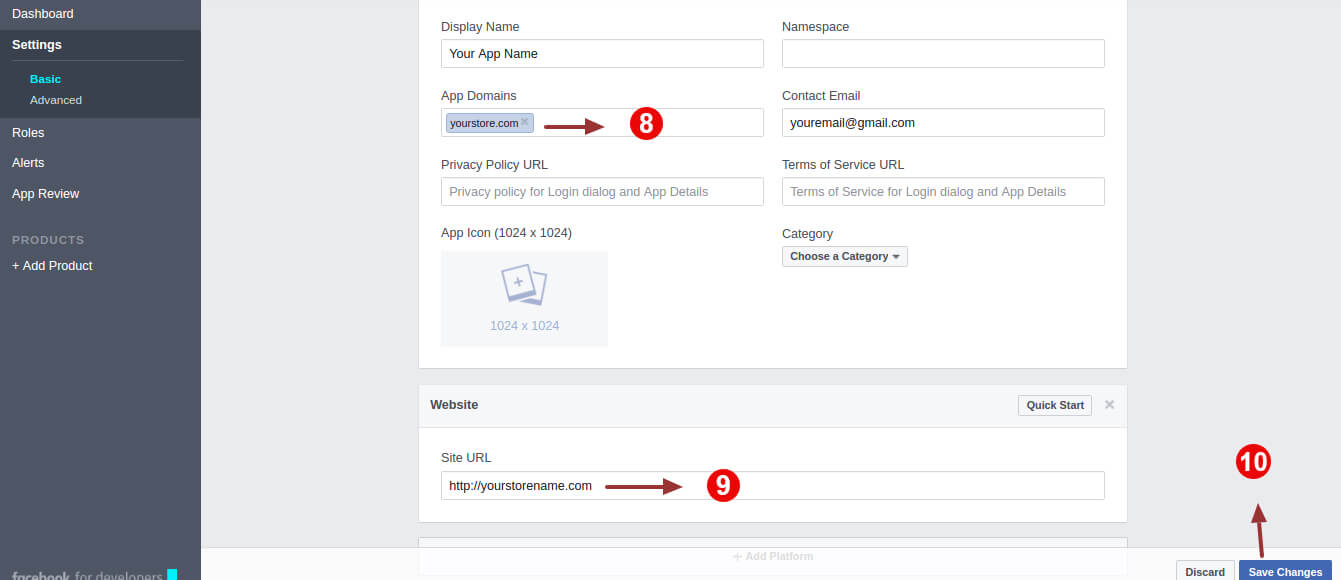 Dashboard
Settings
Basic
Advanced
Roles
Alerts
App Review
PRODUCTS
+ Add Product
facebook for developers
Display Name
Your App Name
Namespace
App Domains
yourstore.com
8
Contact Email
youremail@gmail.com
Privacy Policy URL
Privacy policy for Login dialog and App Details
Terms of Service URL
Terms of Service for Login dialog and App Details
App Icon (1024 x 1024)
1024 x 1024
Category
Choose a Category
Website
Quick Start
Site URL
http://yourstorename.com
9
10
+ Add Platform
Discard
Save Changes